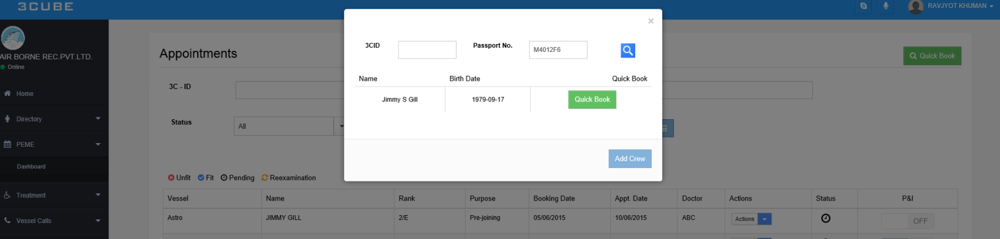 3CUBE
RAVJYOT KHUMAN
AIR BORNE REC.PVT.LTD.
Online
Home
Directory
PEME
Dashboard
Treatment
Vessel Calls
Appointments
Quick Book
3C - ID
Status
All
×
3CID
Passport No.
M4012F6
Name Birth Date Quick Book
Jimmy S Gill 1979-09-17 Quick Book
Add Crew
Unfit Fit Pending Reexamination
Vessel Name Rank Purpose Booking Date Appt. Date Doctor Actions Status P&I
Astro JIMMY GILL 2/E Pre-joining 05/06/2015 10/06/2015 ABC Actions OFF